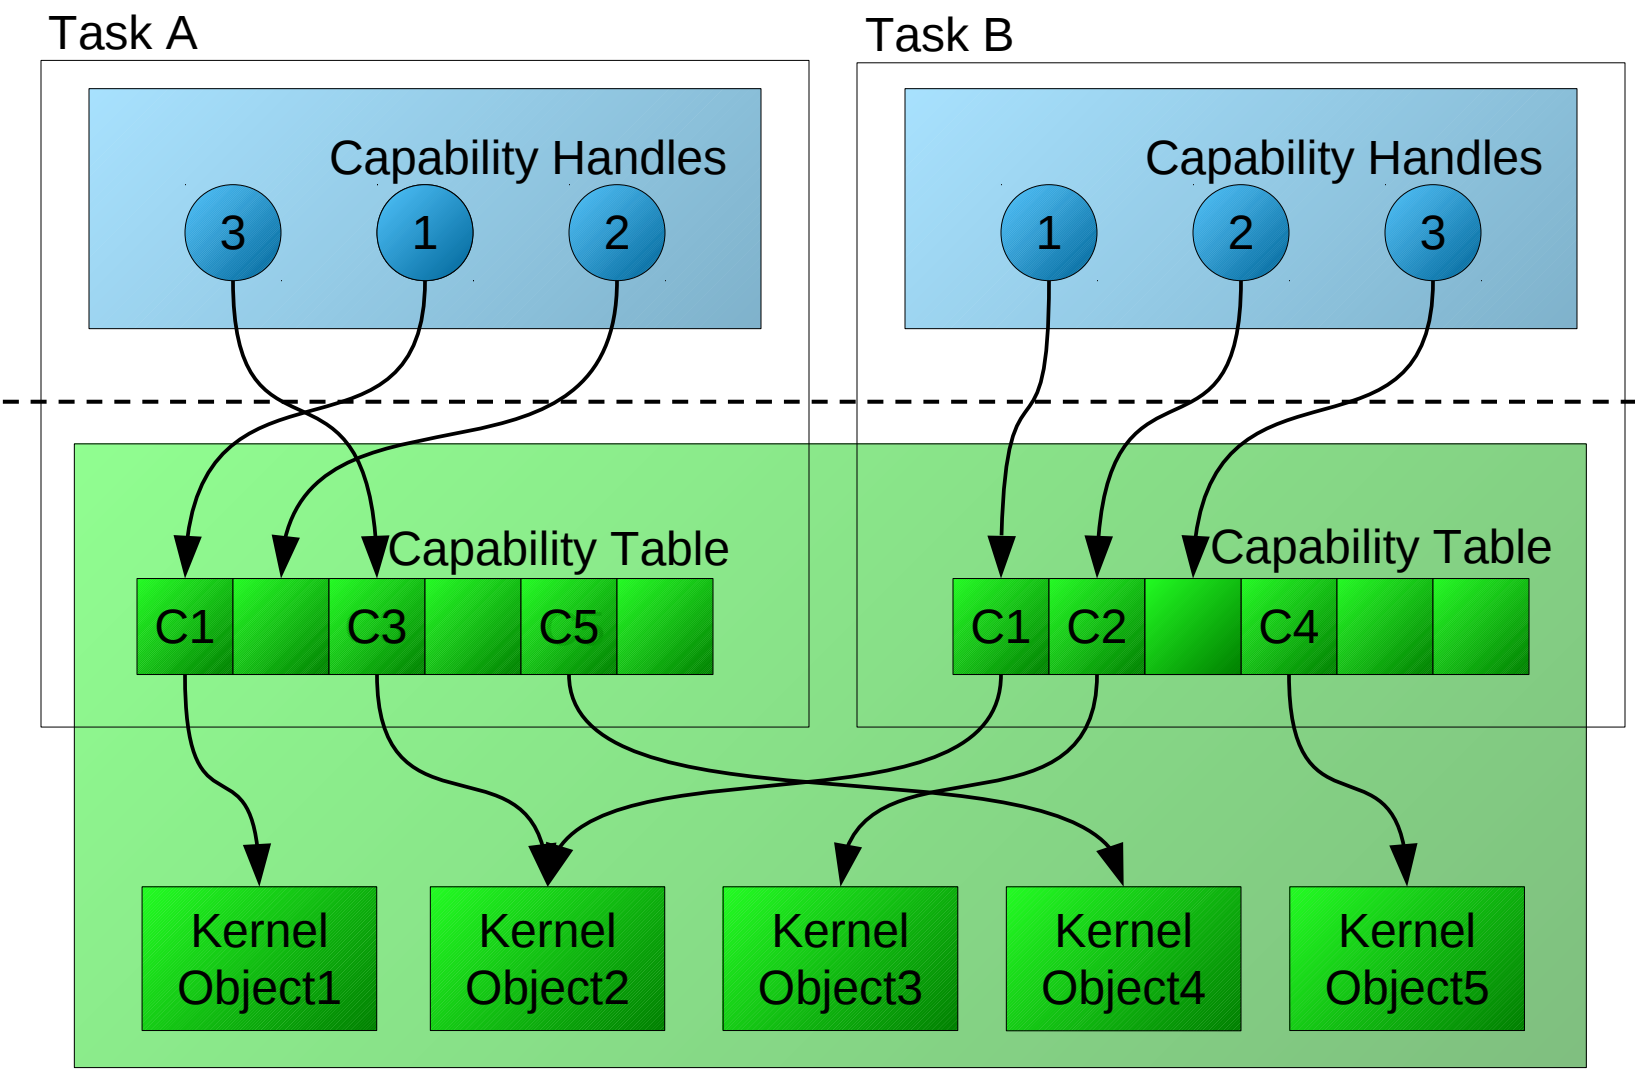 Task A
Task B
Capability Handles
Capability Handles
3 1 2
1 2 3
Capability Table
Capability Table
C1 C3 C5
C1 C2 C4
Kernel
Object1
Kernel
Object2
Kernel
Object3
Kernel
Object4
Kernel
Object5